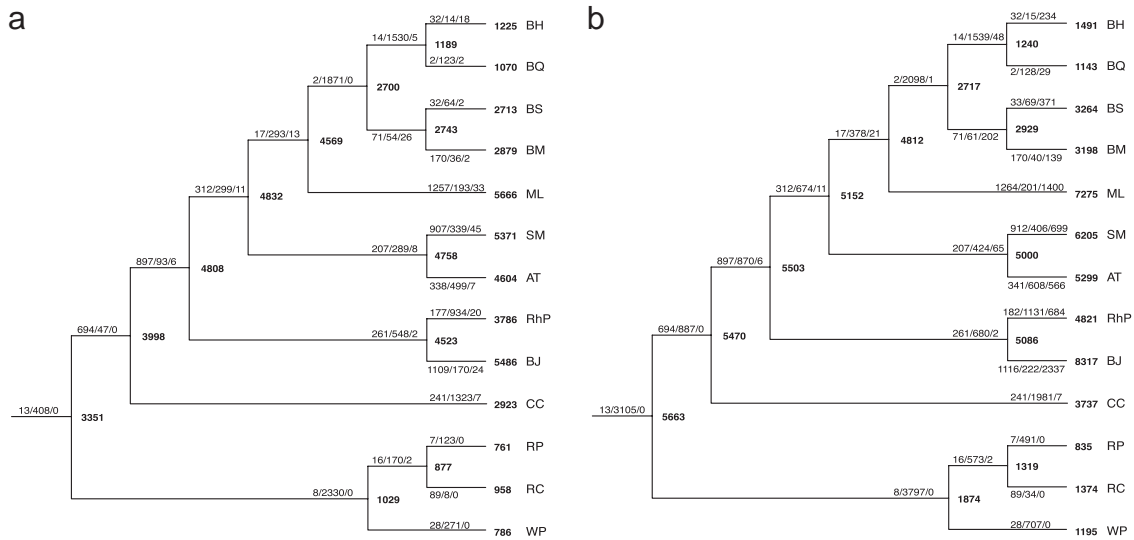 a
32/14/18
1225 BH
14/1530/5
1189
2/123/2
1070 BQ
2/1871/0
2700
32/64/2
2713 BS
17/293/13
4569
71/54/26
2743
170/36/2
2879 BM
312/299/11
4832
1257/193/33
5666 ML
907/339/45
5371 SM
897/93/6
4808
207/289/8
4758
338/499/7
4604 AT
177/934/20
3786 RhP
694/47/0
3998
261/548/2
4523
1109/170/24
5486 BJ
241/1323/7
2923 CC
13/408/0
3351
7/123/0
761 RP
16/170/2
877
89/8/0
958 RC
8/2330/0
1029
28/271/0
786 WP
b
32/15/234
1491 BH
14/1539/48
1240
2/128/29
1143 BQ
2/2098/1
2717
33/69/371
3264 BS
17/378/21
4812
71/61/202
2929
170/40/139
3198 BM
312/674/11
5152
1264/201/1400
7275 ML
912/406/699
6205 SM
897/870/6
5503
207/424/65
5000
341/608/566
5299 AT
182/1131/684
4821 RhP
694/887/0
5470
261/680/2
5086
1116/222/2337
8317 BJ
241/1981/7
3737 CC
13/3105/0
5663
7/491/0
835 RP
16/573/2
1319
89/34/0
1374 RC
8/3797/0
1874
28/707/0
1195 WP